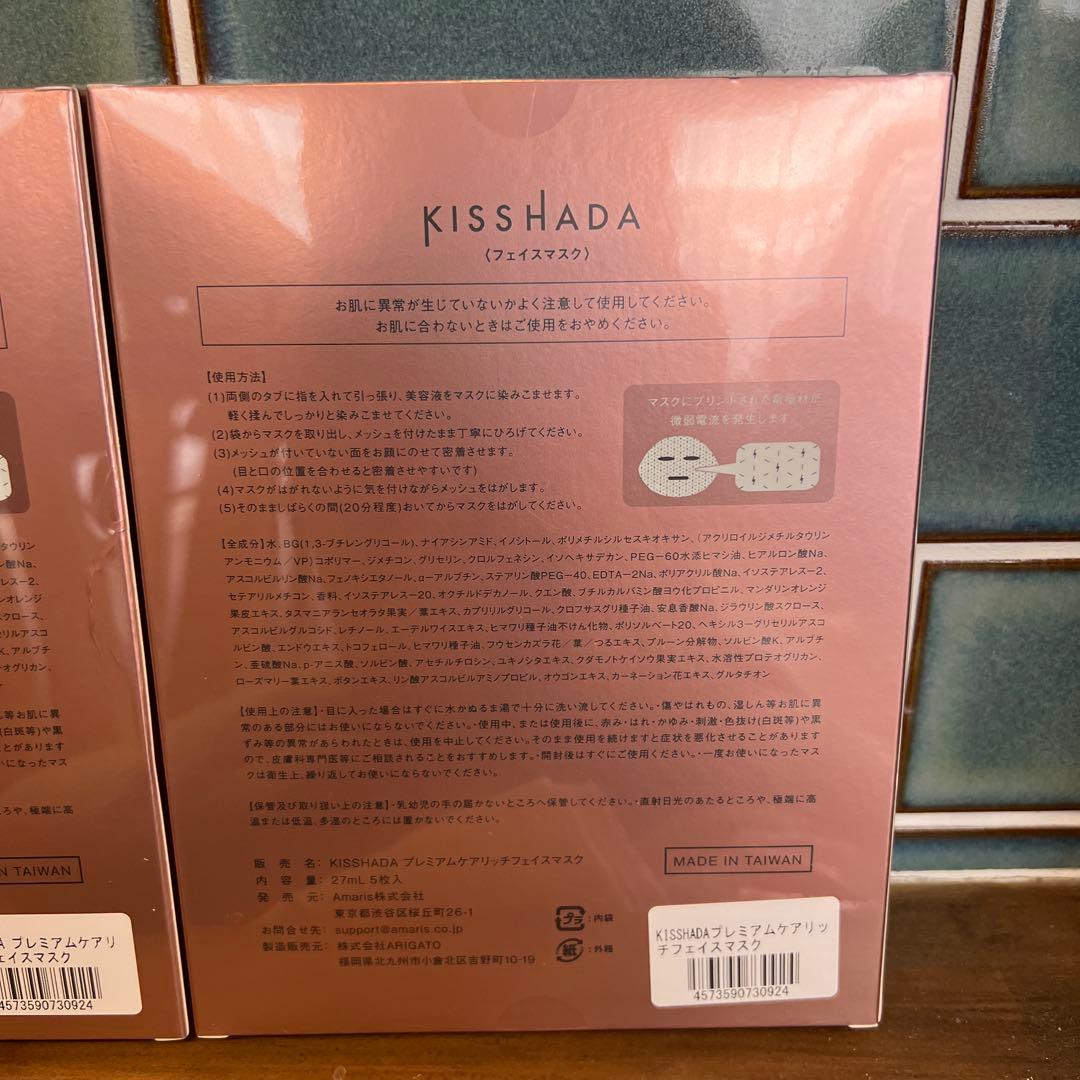 KISSHADA
〈フェイスマスク〉
お肌に異常が生じていないかよく注意して使用してください。
お肌に合わないときはご使用をおやめください。
【使用方法】
(1)両側のタブに指を入れて引っ張り、美容液をマスクに染みこませます。
軽く揉んでしっかりと染みこませてください。
(2)袋からマスクを取り出し、メッシュを付けたまま丁寧にひろげてください。
(3)メッシュが付いていない面をお顔にのせて密着させます。
(目と口の位置を合わせると密着させやすいです)
(4)マスクがはがれないように気を付けながらメッシュをはがします。
(5)そのまましばらくの間(20分程度)おいてからマスクをはがしてください。
マスクにプリントされた電極材が
微弱電流を発生します
【全成分】水、BG(1,3-ブチレングリコール)、ナイアシンアミド、イノシトール、ポリメチルシルセスキオキサン、(アクリロイルジメチルタウリン
アンモニウム/VP)コポリマー、ジメチコン、グリセリン、クロルフェネシン、イソヘキサデカン、PEG-60水添ヒマシ油、ヒアルロン酸Na、
アスコルビルリン酸Na、フェノキシエタノール、α-アルブチン、ステアリン酸PEG-40、EDTA-2Na、ポリアクリル酸Na、イソステアレス-2、
セテアリルメチコン、香料、イソステアレス-20、オクチルドデカノール、クエン酸、ブチルカルバミン酸ヨウ化プロピニル、マンダリンオレンジ
果皮エキス、タスマニアランセオラタ果実/葉エキス、カプリリルグリコール、クロフサスグリ種子油、安息香酸Na、ジラウリン酸スクロース、
アスコルビルグルコシド、レチノール、エーデルワイスエキス、ヒマワリ種子油不けん化物、ポリソルベート20、ヘキシル3-グリセリルアスコ
ルビン酸、エンドウエキス、トコフェロール、ヒマワリ種子油、フウセンカズラ花/葉/つるエキス、プルーン分解物、ソルビン酸K、アルブチ
ン、亜硫酸Na、p-アニス酸、ソルビン酸、アセチルチロシン、ユキノシタエキス、クダモノトケイソウ果実エキス、水溶性プロテオグリカン、
ローズマリー葉エキス、ボタンエキス、リン酸アスコルビルアミノプロピル、オウゴンエキス、カーネーション花エキス、グルタチオン
【使用上の注意】・目に入った場合はすぐに水かぬるま湯で十分に洗い流してください。・傷やはれもの、湿しん等お肌に異
常のある部分にはお使いにならないでください。・使用中、または使用後に、赤み・はれ・かゆみ・刺激・色抜け(白斑等)や黒
ずみ等の異常があらわれたときは、使用を中止してください。そのまま使用を続けますと症状を悪化させることがあります
ので、皮膚科専門医等にご相談されることをおすすめします。・開封後はすぐにご使用ください。・一度お使いになったマス
クは衛生上、繰り返してお使いにならないでください。
【保管及び取り扱い上の注意】・乳幼児の手の届かないところへ保管してください。・直射日光のあたるところや、極端に高
温または低温、多湿のところには置かないでください。
販売名: KISSHADA プレミアムケアリッチフェイスマスク
内容量: 27mL 5枚入
発売元: Amaris株式会社
東京都渋谷区桜丘町26-1
お問合せ先: support@amaris.co.jp
製造販売元: 株式会社ARIGATO
福岡県北九州市小倉北区吉野町10-19
MADE IN TAIWAN
プラ :内袋
紙 :外箱
KISSHADAプレミアムケアリッ
チフェイスマスク
4573590730924
タウリン
酸Na、
アレス-2、
オレンジ
スクロース、
セリルアスコ
K、アルブチ
テオグリカン、
ん等お肌に異
(白斑等)や黒
とがあります
いになったマス
ころや、極端に高
N TAIWAN
A プレミアムケアリ
ェイスマスク
4573590730924